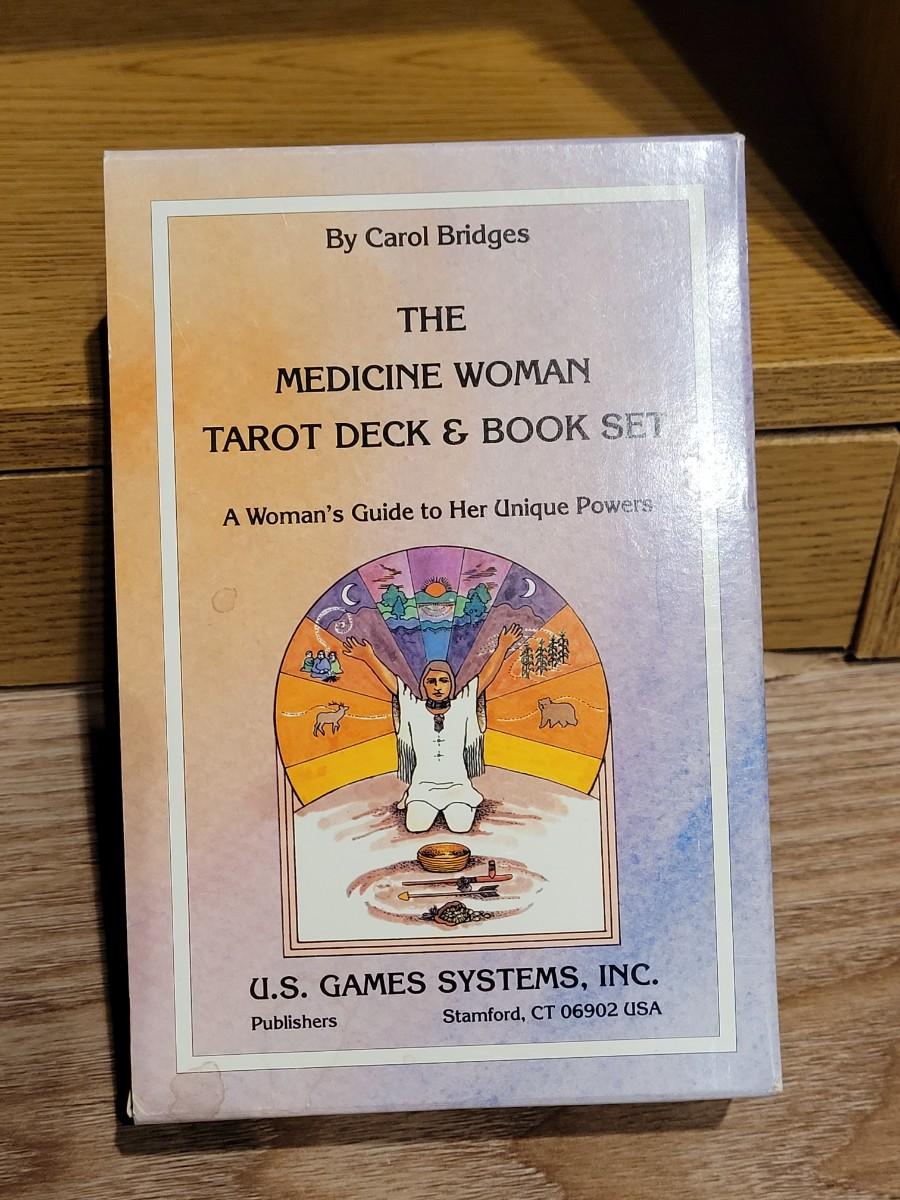 By Carol Bridges
THE
MEDICINE WOMAN
TAROT DECK & BOOK SET
A Woman's Guide to Her Unique Powers
U.S. GAMES SYSTEMS, INC.
Publishers Stamford, CT 06902 USA